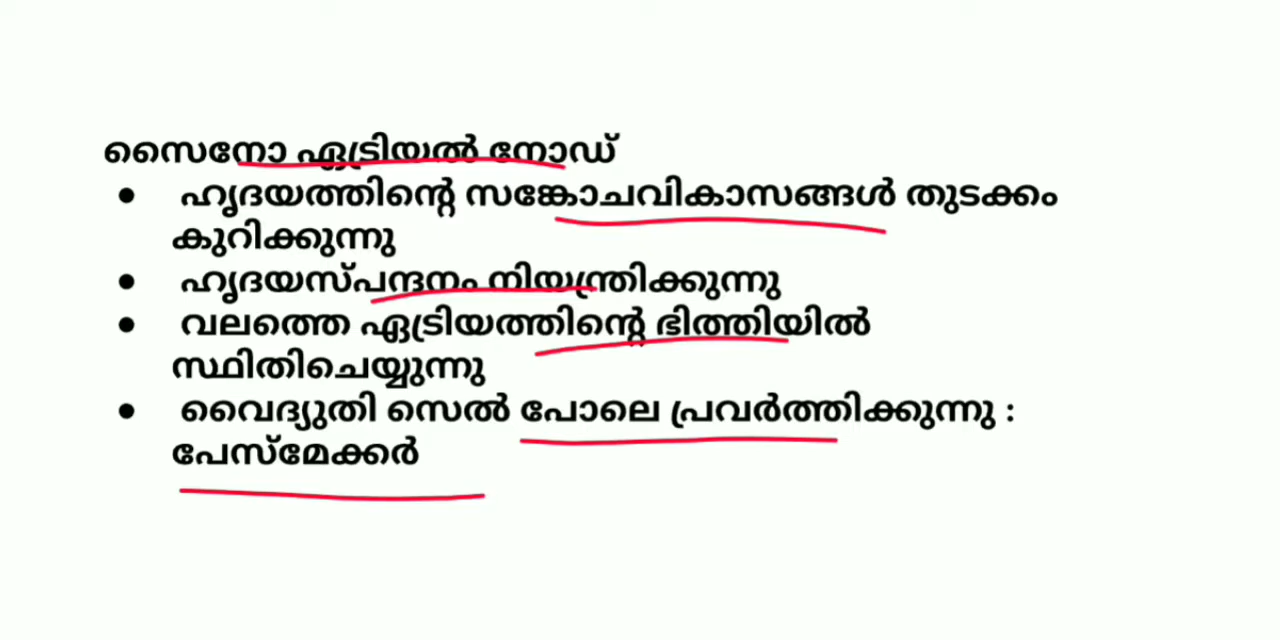 സൈനോ ഏട്രിയൽ നോഡ്
● ഹൃദയത്തിന്റെ സങ്കോചവികാസങ്ങൾ തുടക്കം
കുറിക്കുന്നു
● ഹൃദയസ്പന്ദനം നിയന്ത്രിക്കുന്നു
● വലത്തെ ഏട്രിയത്തിന്റെ ഭിത്തിയിൽ
സ്ഥിതിചെയ്യുന്നു
● വൈദ്യുതി സെൽ പോലെ പ്രവർത്തിക്കുന്നു :
പേസ്മേക്കർ